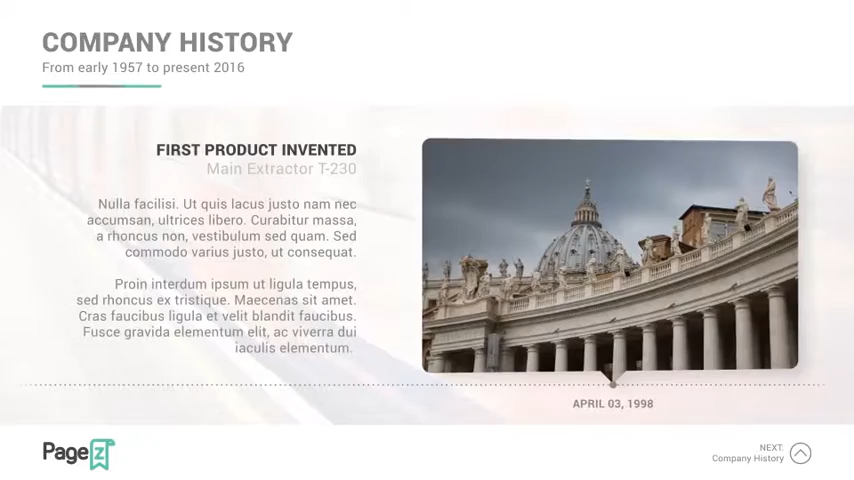 COMPANY HISTORY
From early 1957 to present 2016
FIRST PRODUCT INVENTED
Main Extractor T-230
Nulla facilisi. Ut quis lacus justo nam nec
accumsan, ultrices libero. Curabitur massa,
a rhoncus non, vestibulum sed quam. Sed
commodo varius justo, ut consequat.
Proin interdum ipsum ut ligula tempus,
sed rhoncus ex tristique. Maecenas sit amet.
Cras faucibus ligula et velit blandit faucibus.
Fusce gravida elementum elit, ac viverra dui
iaculis elementum.
APRIL 03, 1998
Page z
NEXT:
Company History